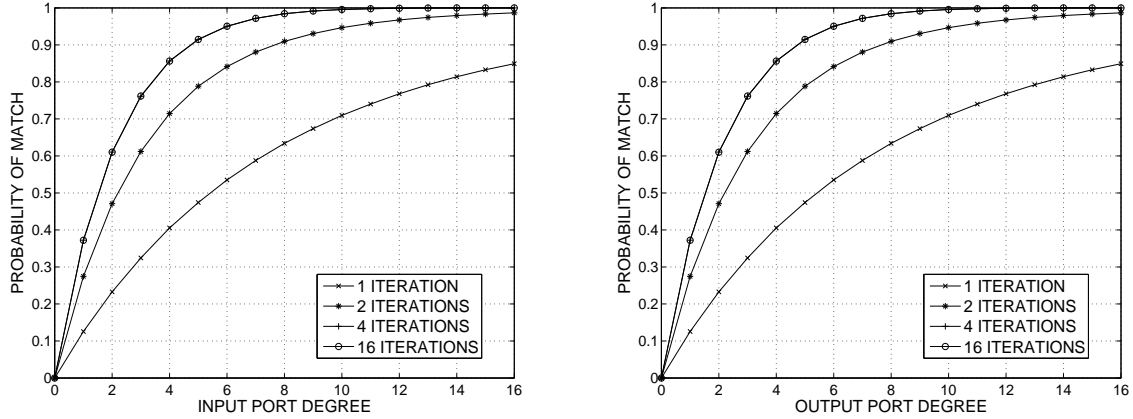 1
0.9
0.8
0.7
0.6
0.5
0.4
0.3
0.2
0.1
0
PROBABILITY OF MATCH
1 ITERATION
2 ITERATIONS
4 ITERATIONS
16 ITERATIONS
0 2 4 6 8 10 12 14 16
INPUT PORT DEGREE
1
0.9
0.8
0.7
0.6
0.5
0.4
0.3
0.2
0.1
0
PROBABILITY OF MATCH
1 ITERATION
2 ITERATIONS
4 ITERATIONS
16 ITERATIONS
0 2 4 6 8 10 12 14 16
OUTPUT PORT DEGREE